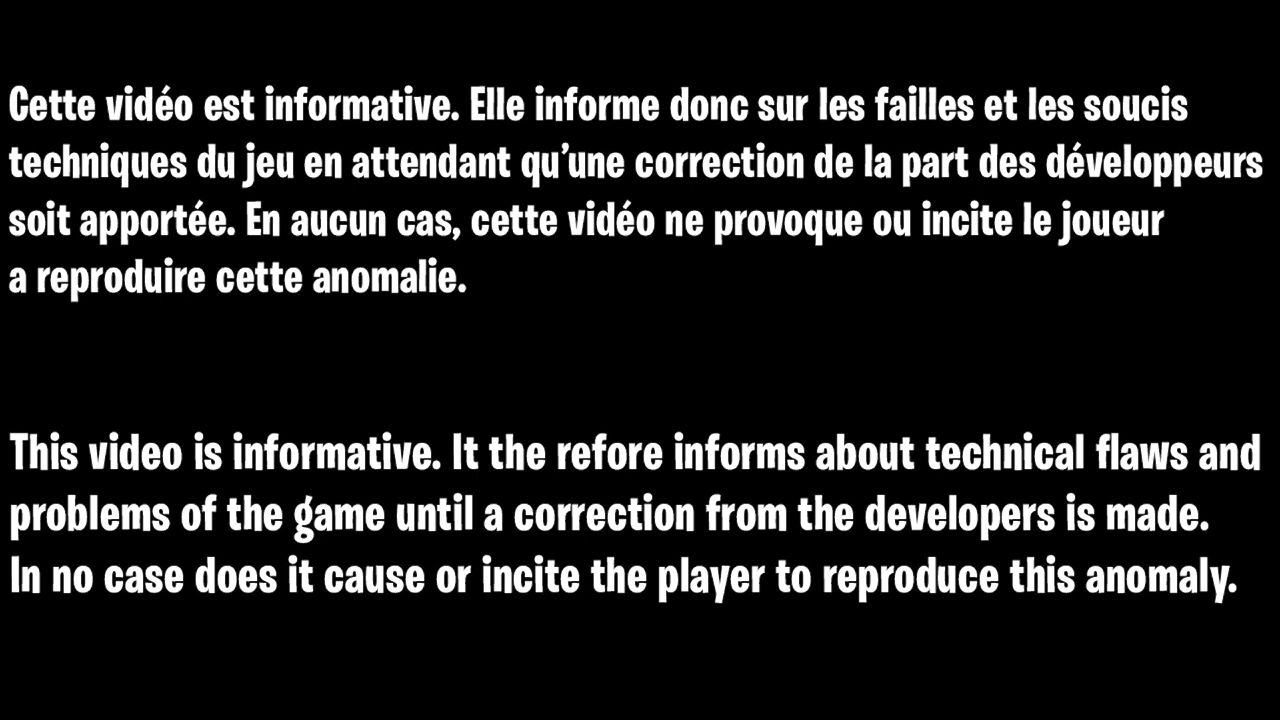 Cette vidéo est informative. Elle informe donc sur les failles et les soucis
techniques du jeu en attendant qu'une correction de la part des développeurs
soit apportée. En aucun cas, cette vidéo ne provoque ou incite le joueur
a reproduire cette anomalie.
This video is informative. It the refore informs about technical flaws and
problems of the game until a correction from the developers is made.
In no case does it cause or incite the player to reproduce this anomaly.